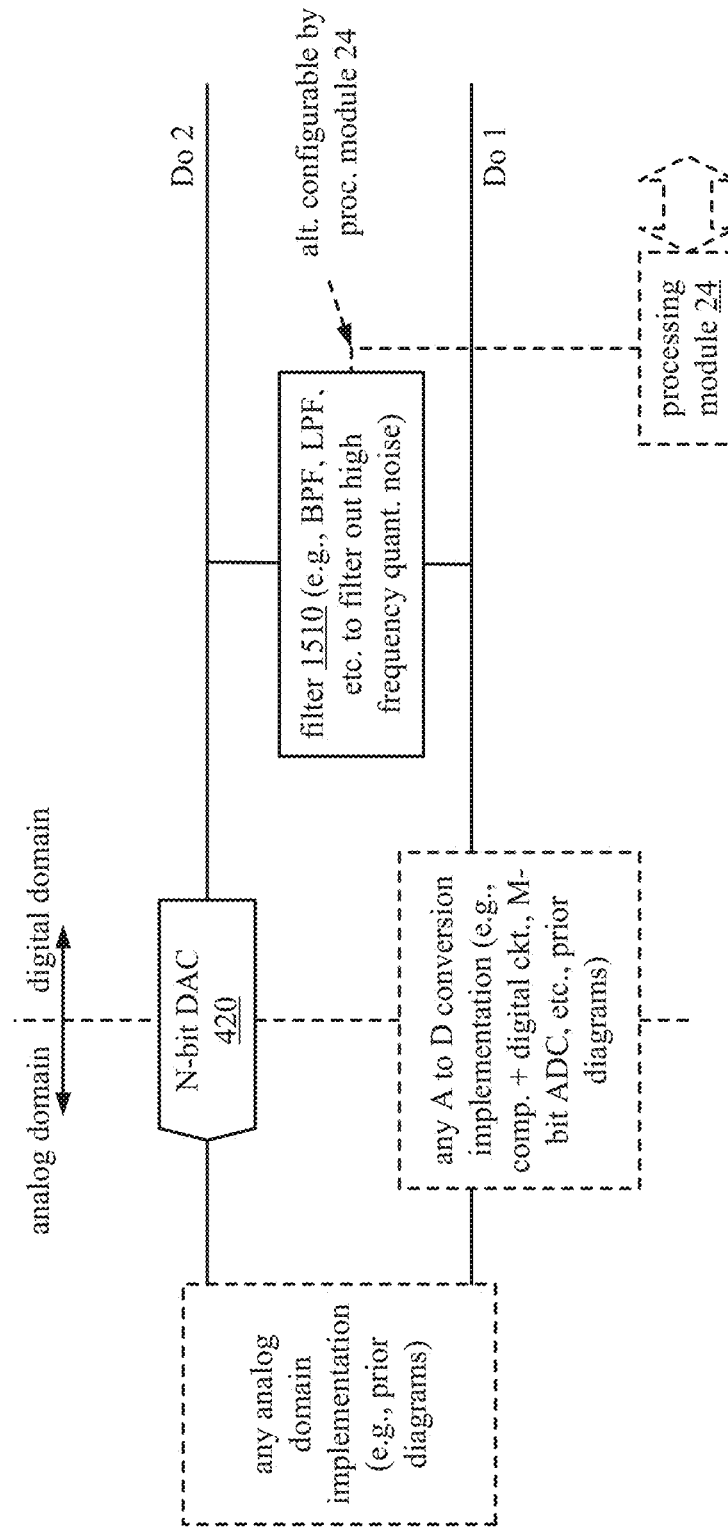 analog domain
digital domain
any analog
domain
implementation
(e.g., prior
diagrams)
N-bit DAC
420
any A to D conversion
implementation (e.g.,
comp. + digital ckt., M-
bit ADC, etc., prior
diagrams)
filter 1510 (e.g., BPF, LPF,
etc. to filter out high
frequency quant. noise)
Do 2
alt. configurable by
proc. module 24
Do 1
processing
module 24